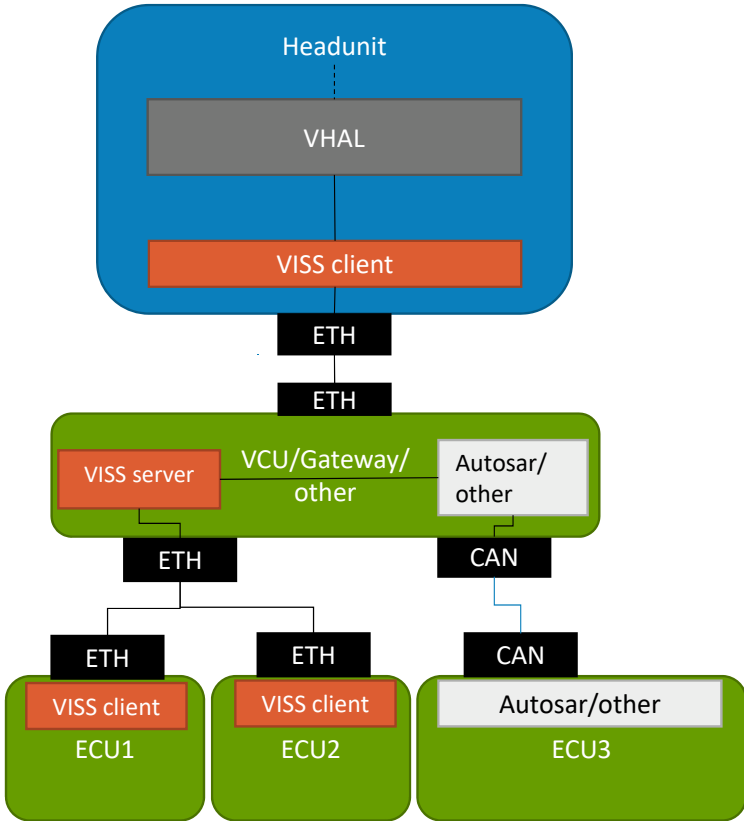 Headunit
VHAL
VISS client
ETH
ETH
VISS server
VCU/Gateway/
other
Autosar/
other
ETH
CAN
ETH
ETH
CAN
VISS client
VISS client
Autosar/other
ECU1
ECU2
ECU3